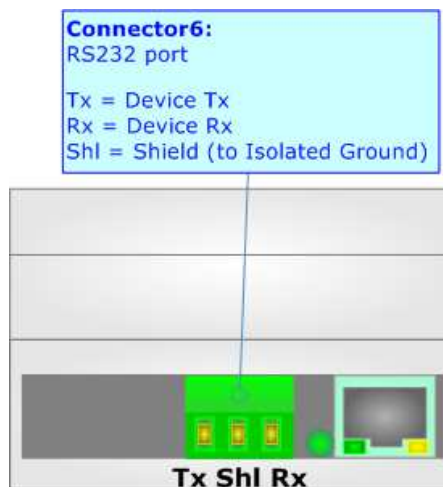 Connector6:
RS232 port
Tx = Device Tx
Rx = Device Rx
Shl = Shield (to Isolated Ground)
Tx Shl Rx